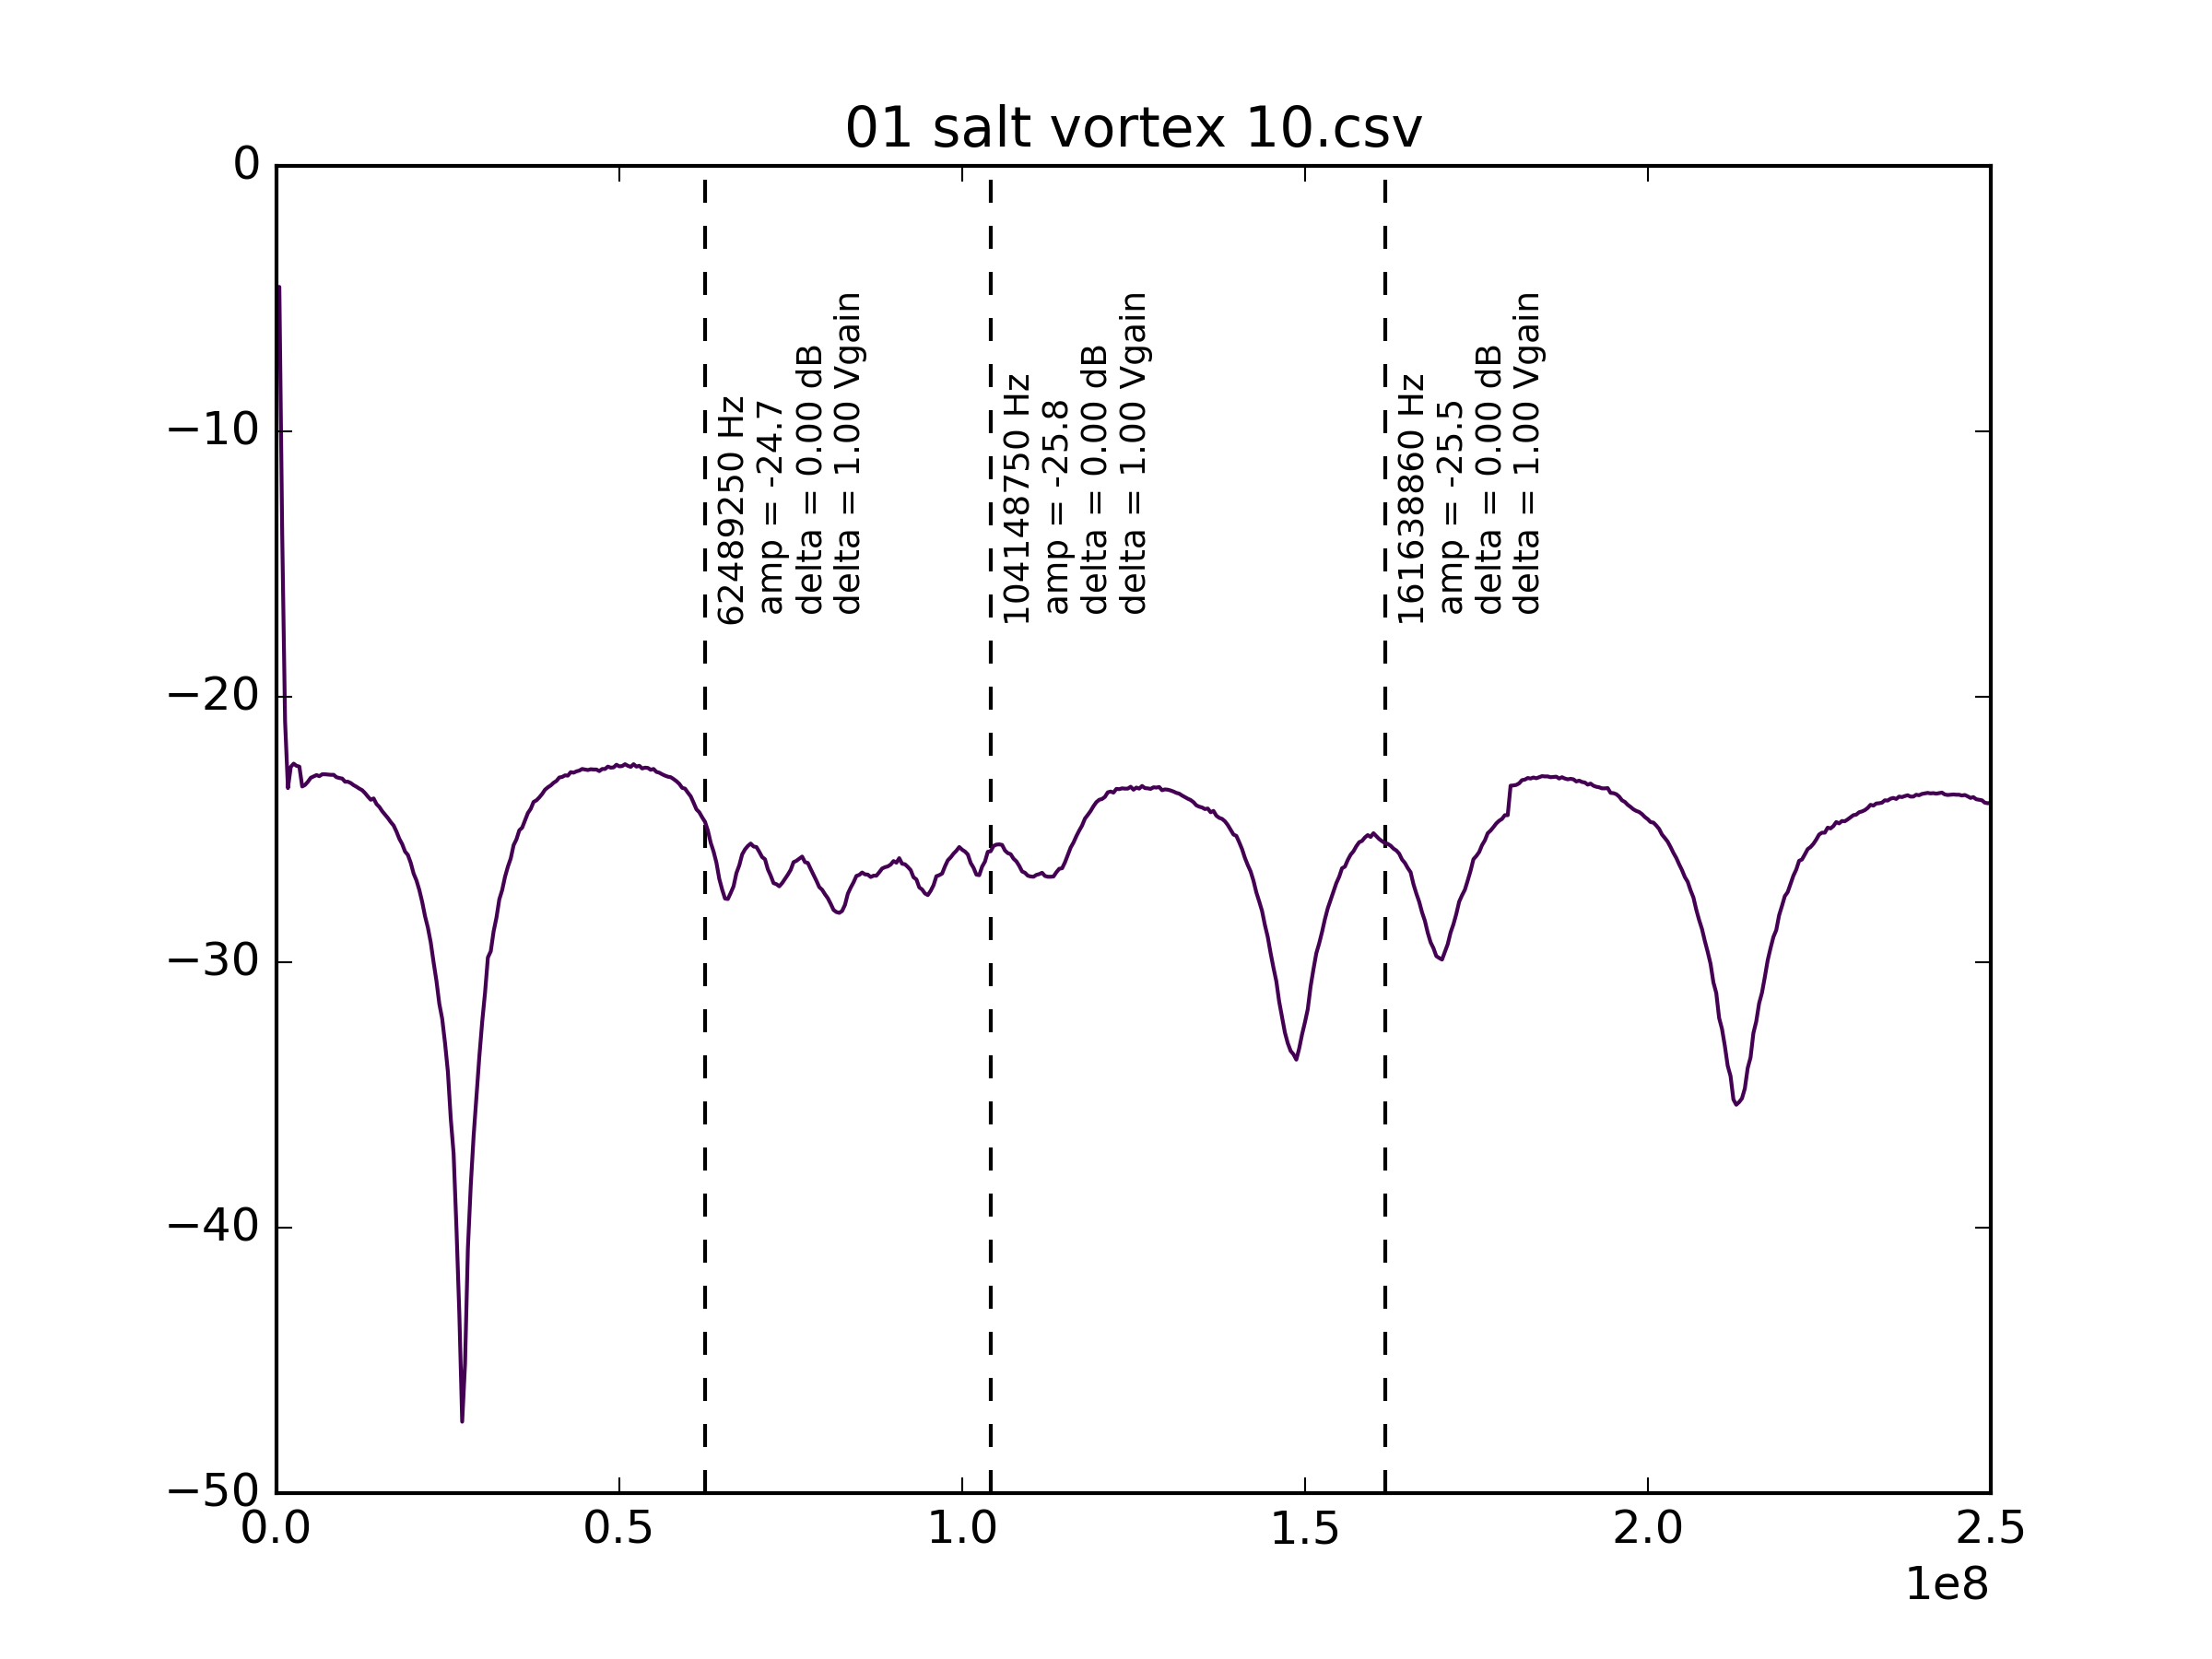 01 salt vortex 10.csv
0
−10
−20
−30
−40
−50
62489250 Hz
amp = -24.7
delta = 0.00 dB
delta = 1.00 Vgain
104148750 Hz
amp = -25.8
delta = 0.00 dB
delta = 1.00 Vgain
161638860 Hz
amp = -25.5
delta = 0.00 dB
delta = 1.00 Vgain
0.0 0.5 1.0 1.5 2.0 2.5
1e8